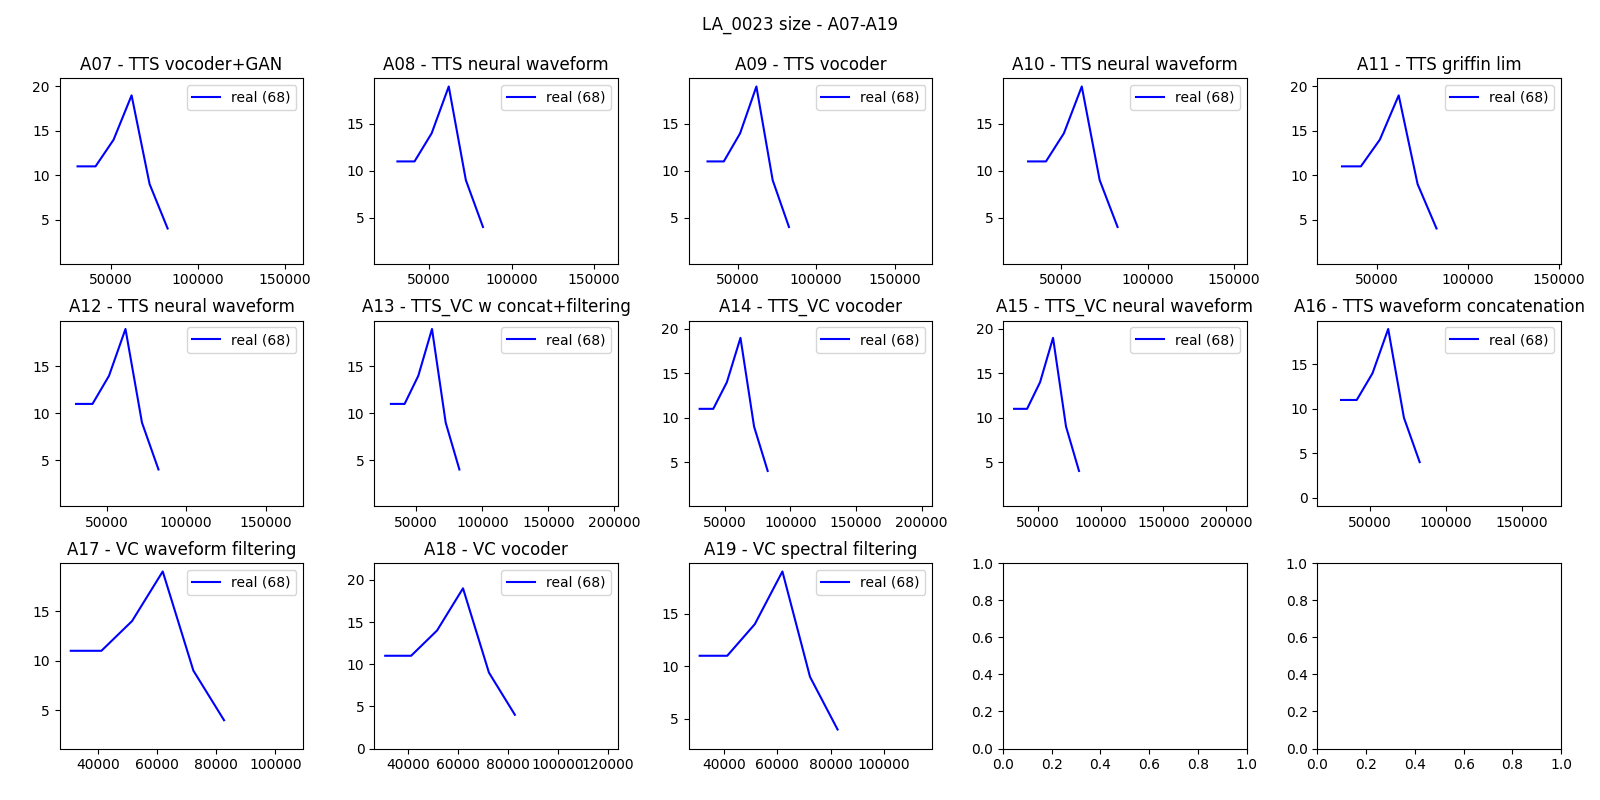 LA_0023 size - A07-A19
A07 - TTS vocoder+GAN
A08 - TTS neural waveform
A09 - TTS vocoder
A10 - TTS neural waveform
A11 - TTS griffin lim
20
15
10
5
real (68)
50000 100000 150000
15
10
5
real (68)
50000 100000 150000
15
10
5
real (68)
50000 100000 150000
15
10
5
real (68)
50000 100000 150000
20
15
10
5
real (68)
50000 100000 150000
A12 - TTS neural waveform
A13 - TTS_VC w concat+filtering
A14 - TTS_VC vocoder
A15 - TTS_VC neural waveform
A16 - TTS waveform concatenation
15
10
5
real (68)
50000 100000 150000
15
10
5
real (68)
50000 100000 150000 200000
20
15
10
5
real (68)
50000 100000 150000 200000
20
15
10
5
real (68)
50000 100000 150000 200000
15
10
5
0
real (68)
50000 100000 150000
A17 - VC waveform filtering
A18 - VC vocoder
A19 - VC spectral filtering
15
10
5
real (68)
40000 60000 80000 100000
20
15
10
5
0
real (68)
40000 60000 80000 100000 120000
15
10
5
real (68)
40000 60000 80000 100000
1.0
0.8
0.6
0.4
0.2
0.0
0.0 0.2 0.4 0.6 0.8 1.0
1.0
0.8
0.6
0.4
0.2
0.0
0.0 0.2 0.4 0.6 0.8 1.0